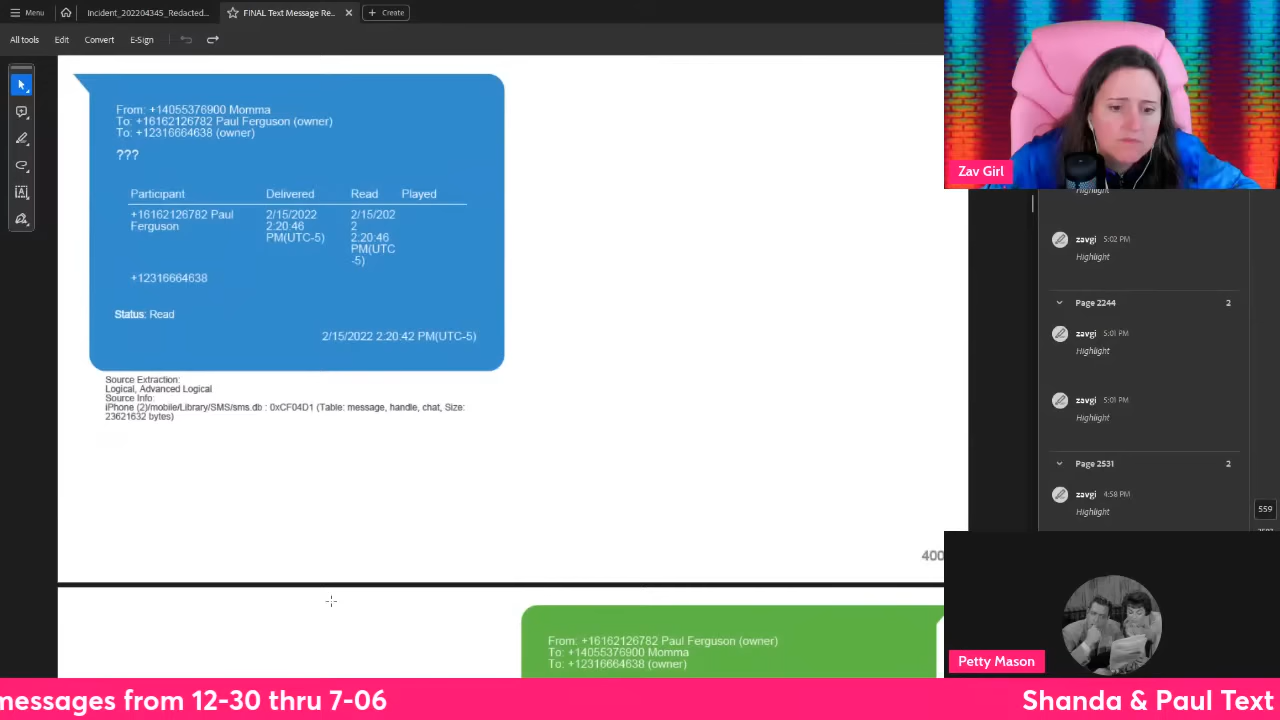 Menu
Incident_202204345_Redacted...
FINAL Text Message Re...
Create
All tools
Edit
Convert
E-Sign
From: +14055376900 Momma
To: +16162126782 Paul Ferguson (owner)
To: +12316664638 (owner)
???
Participant Delivered Read Played
+16162126782 Paul Ferguson 2/15/2022 2:20:46 PM(UTC-5) 2/15/2022 2:20:46 PM(UTC-5)
+12316664638
Status: Read
2/15/2022 2:20:42 PM(UTC-5)
Source Extraction:
Logical, Advanced Logical
Source Info:
iPhone (2)/mobile/Library/SMS/sms.db : 0xCF04D1 (Table: message, handle, chat, Size:
23621632 bytes)
400
From: +16162126782 Paul Ferguson (owner)
To: +14055376900 Momma
To: +12316664638 (owner)
Zav Girl
Highlight
zavgi 5:02 PM
Highlight
Page 2244 2
zavgi 5:01 PM
Highlight
zavgi 5:01 PM
Highlight
Page 2531 2
zavgi 4:58 PM
Highlight
559
Petty Mason
messages from 12-30 thru 7-06
Shanda & Paul Text